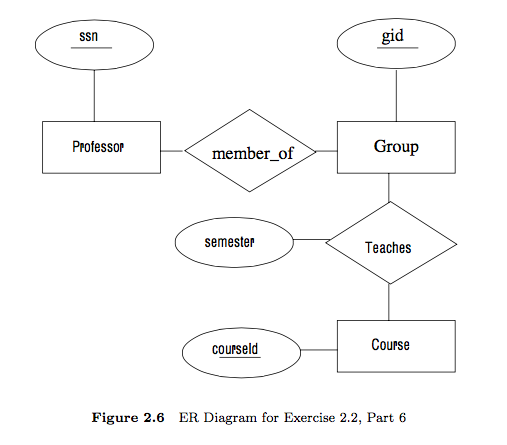 ssn
gid
Professor
member_of
Group
semester
Teaches
courseId
Course
Figure 2.6 ER Diagram for Exercise 2.2, Part 6